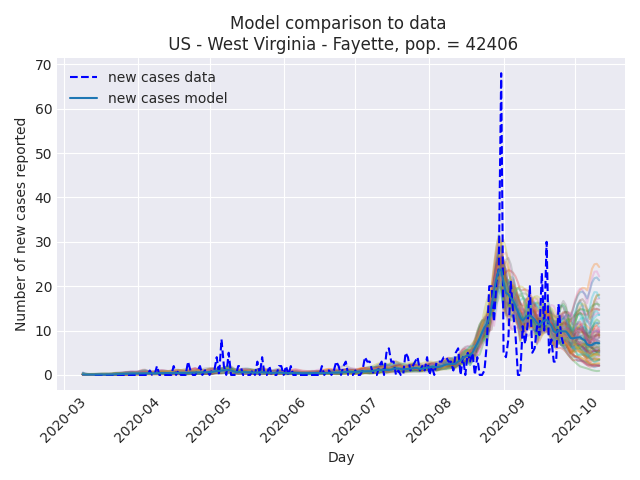 Model comparison to data
US - West Virginia - Fayette, pop. = 42406
new cases data
new cases model
Number of new cases reported
70
60
50
40
30
20
10
0
2020-03
2020-04
2020-05
2020-06
2020-07
2020-08
2020-09
2020-10
Day